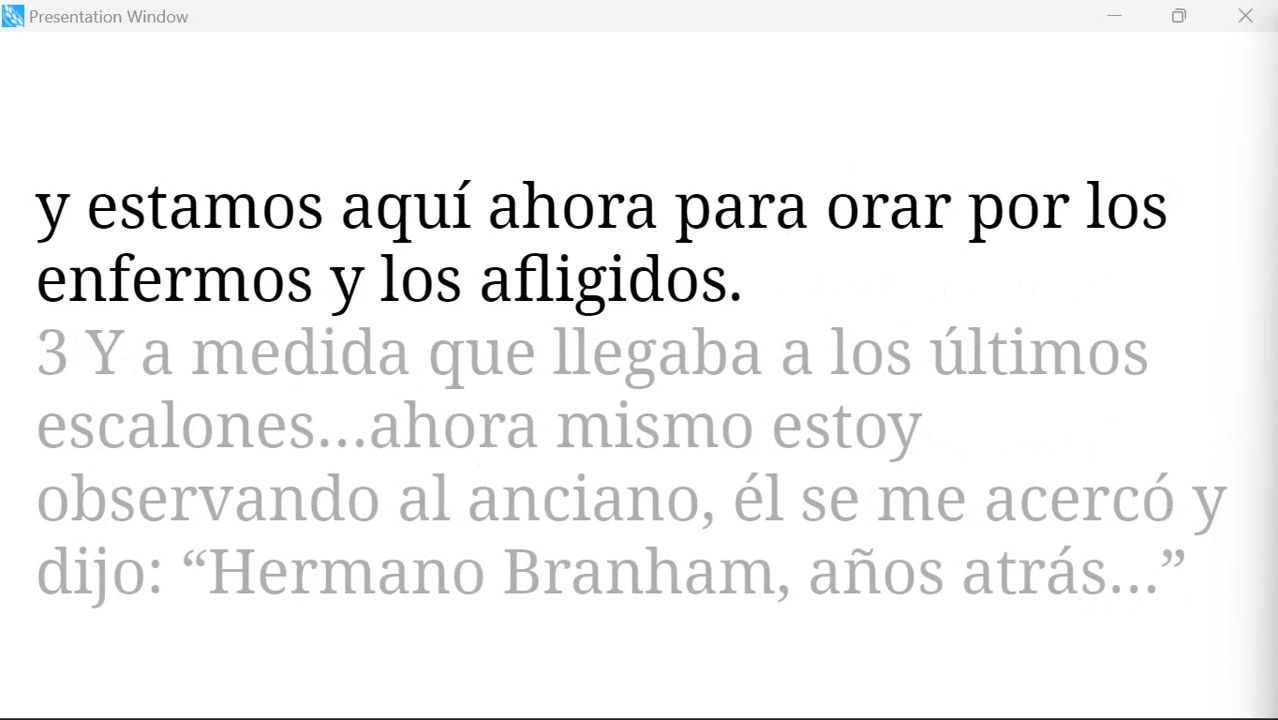 Presentation Window
y estamos aquí ahora para orar por los
enfermos y los afligidos.
3 Y a medida que llegaba a los últimos
escalones...ahora mismo estoy
observando al anciano, él se me acercó y
dijo: “Hermano Branham, años atrás...”